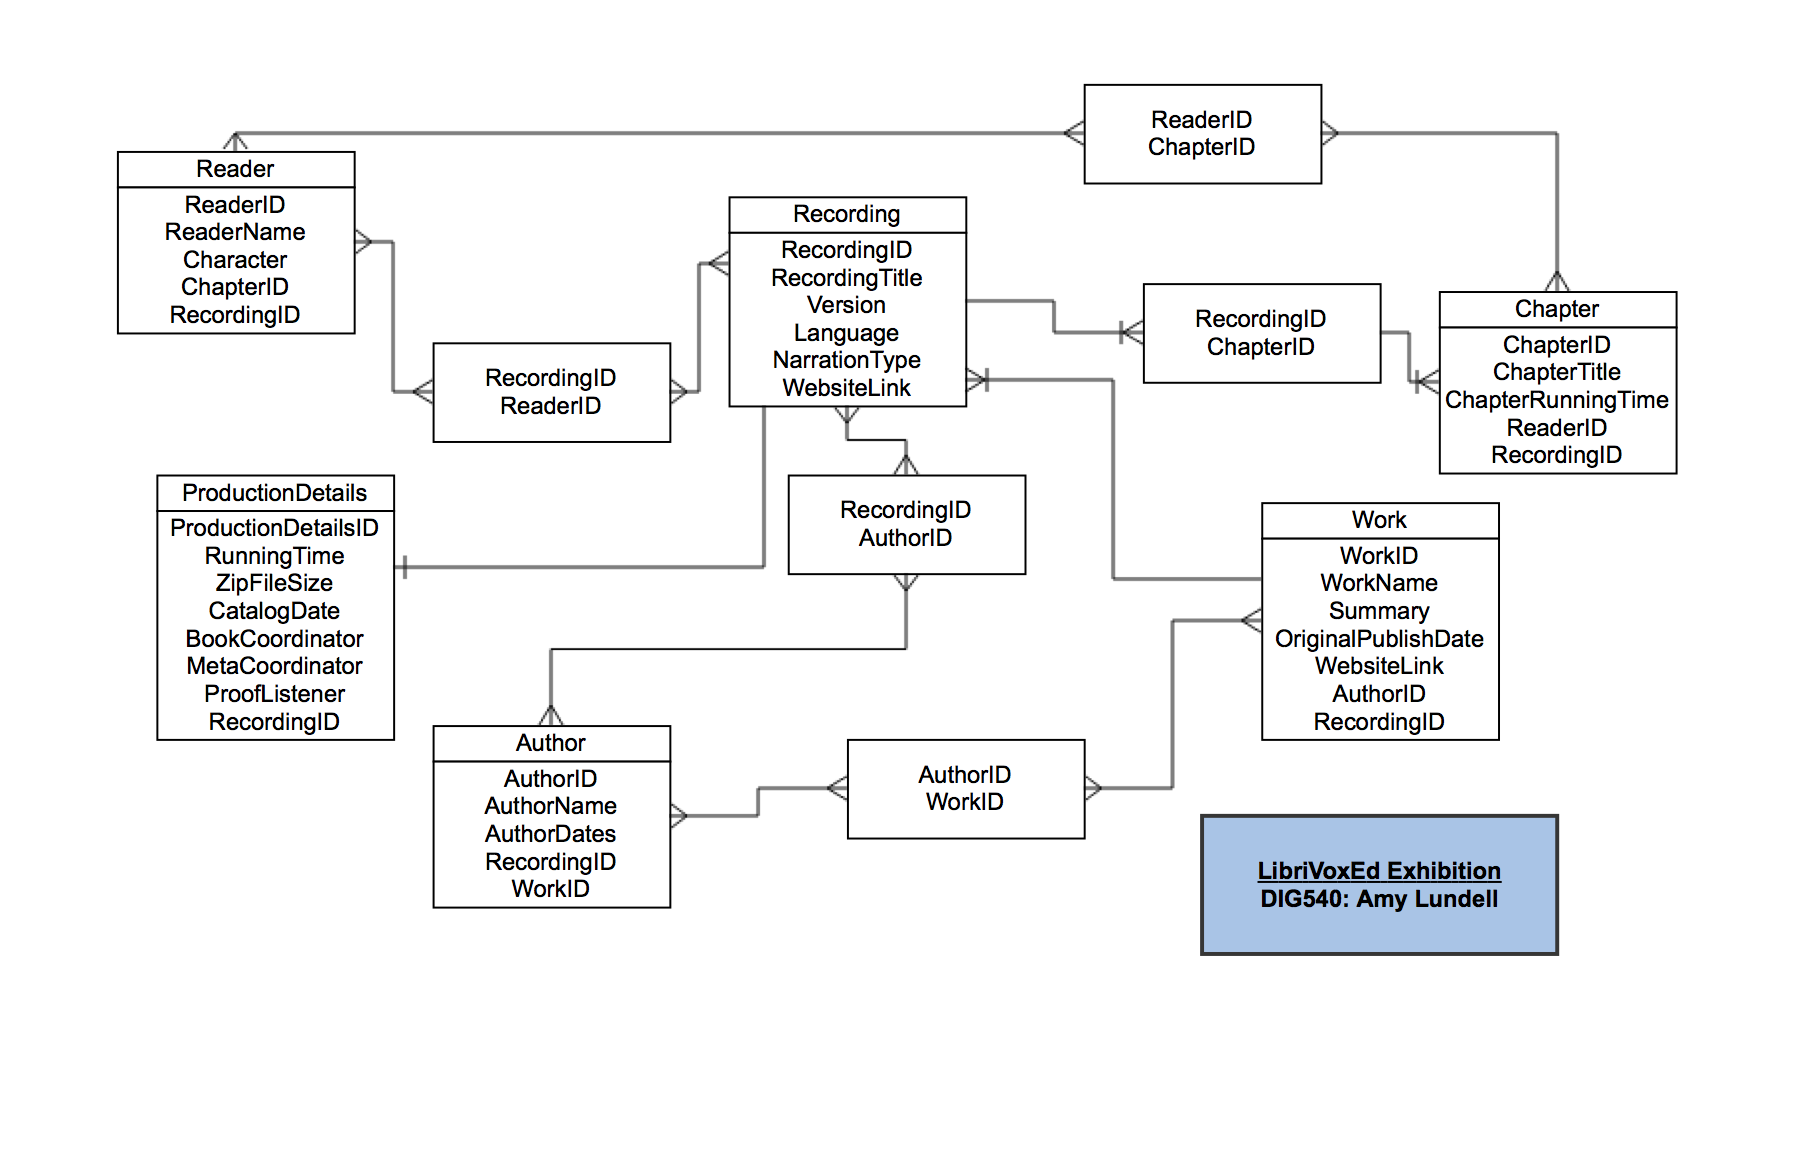 ReaderID
ChapterID
Reader
ReaderID
ReaderName
Character
ChapterID
RecordingID
Recording
RecordingID
RecordingTitle
Version
Language
NarrationType
WebsiteLink
RecordingID
ChapterID
Chapter
ChapterID
ChapterTitle
ChapterRunningTime
ReaderID
RecordingID
RecordingID
ReaderID
ProductionDetails
ProductionDetailsID
RunningTime
ZipFileSize
CatalogDate
BookCoordinator
MetaCoordinator
ProofListener
RecordingID
RecordingID
AuthorID
Work
WorkID
WorkName
Summary
OriginalPublishDate
WebsiteLink
AuthorID
RecordingID
Author
AuthorID
AuthorName
AuthorDates
RecordingID
WorkID
AuthorID
WorkID
LibriVoxEd Exhibition
DIG540: Amy Lundell